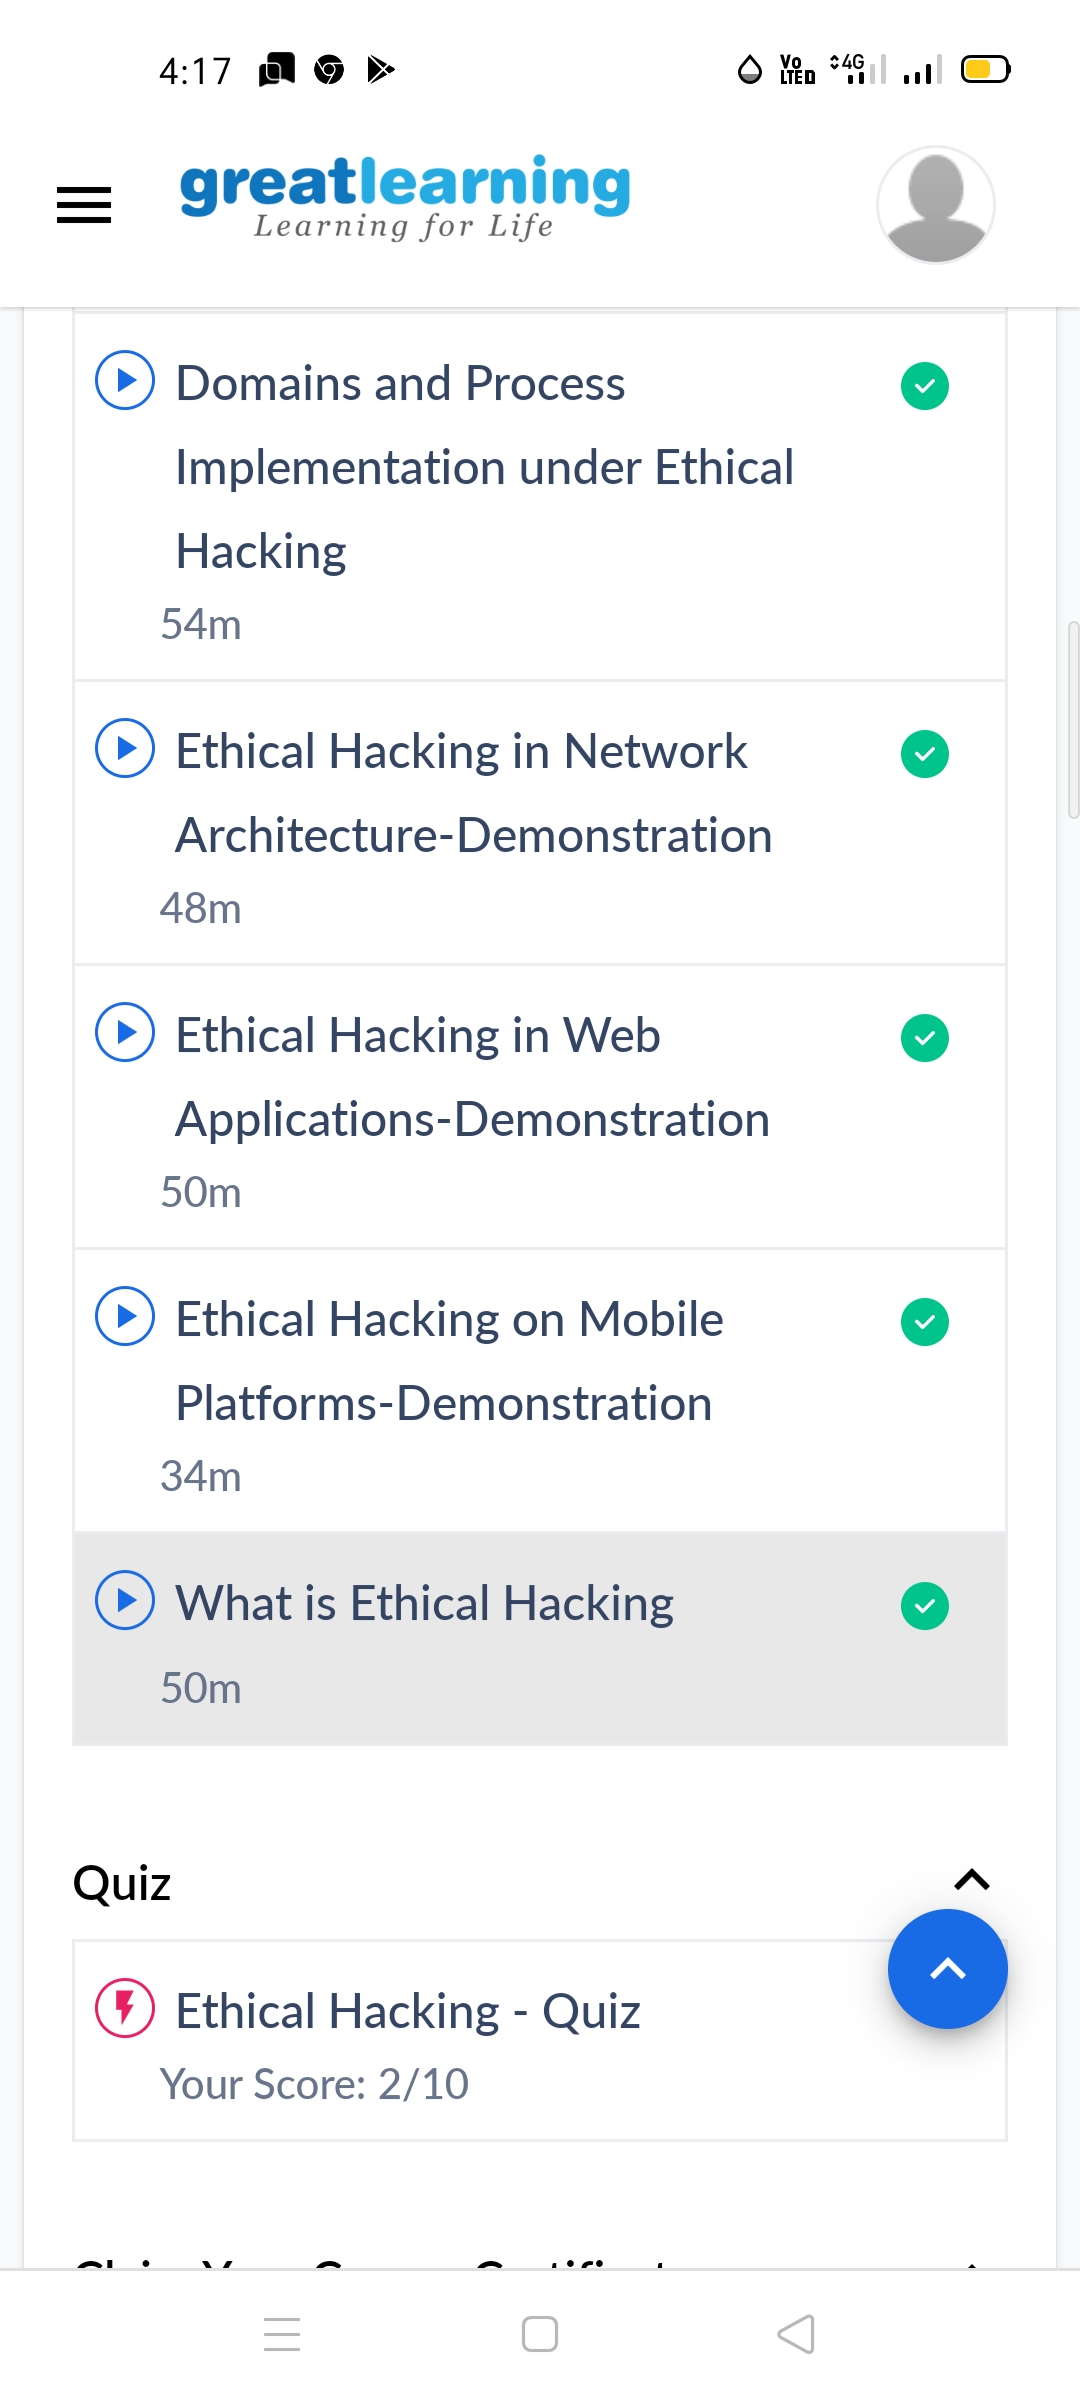 4:17
Vo LTED
4G
greatlearning
Learning for Life
Domains and Process
Implementation under Ethical
Hacking
54m
Ethical Hacking in Network
Architecture-Demonstration
48m
Ethical Hacking in Web
Applications-Demonstration
50m
Ethical Hacking on Mobile
Platforms-Demonstration
34m
What is Ethical Hacking
50m
Quiz
Ethical Hacking - Quiz
Your Score: 2/10